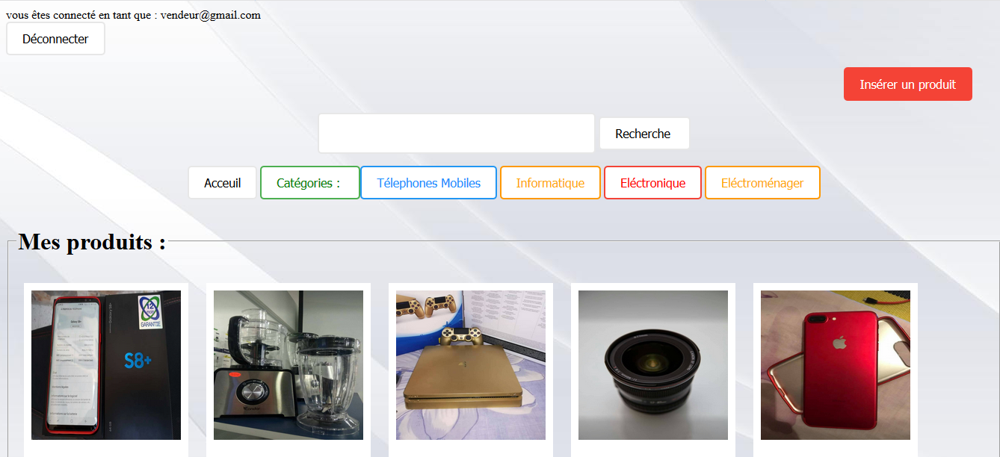 vous êtes connecté en tant que : vendeur@gmail.com
Déconnecter
Insérer un produit
Recherche
Acceuil
Catégories :
Télephones Mobiles
Informatique
Eléctronique
Eléctroménager
Mes produits :
12
GARANTIE
S8+